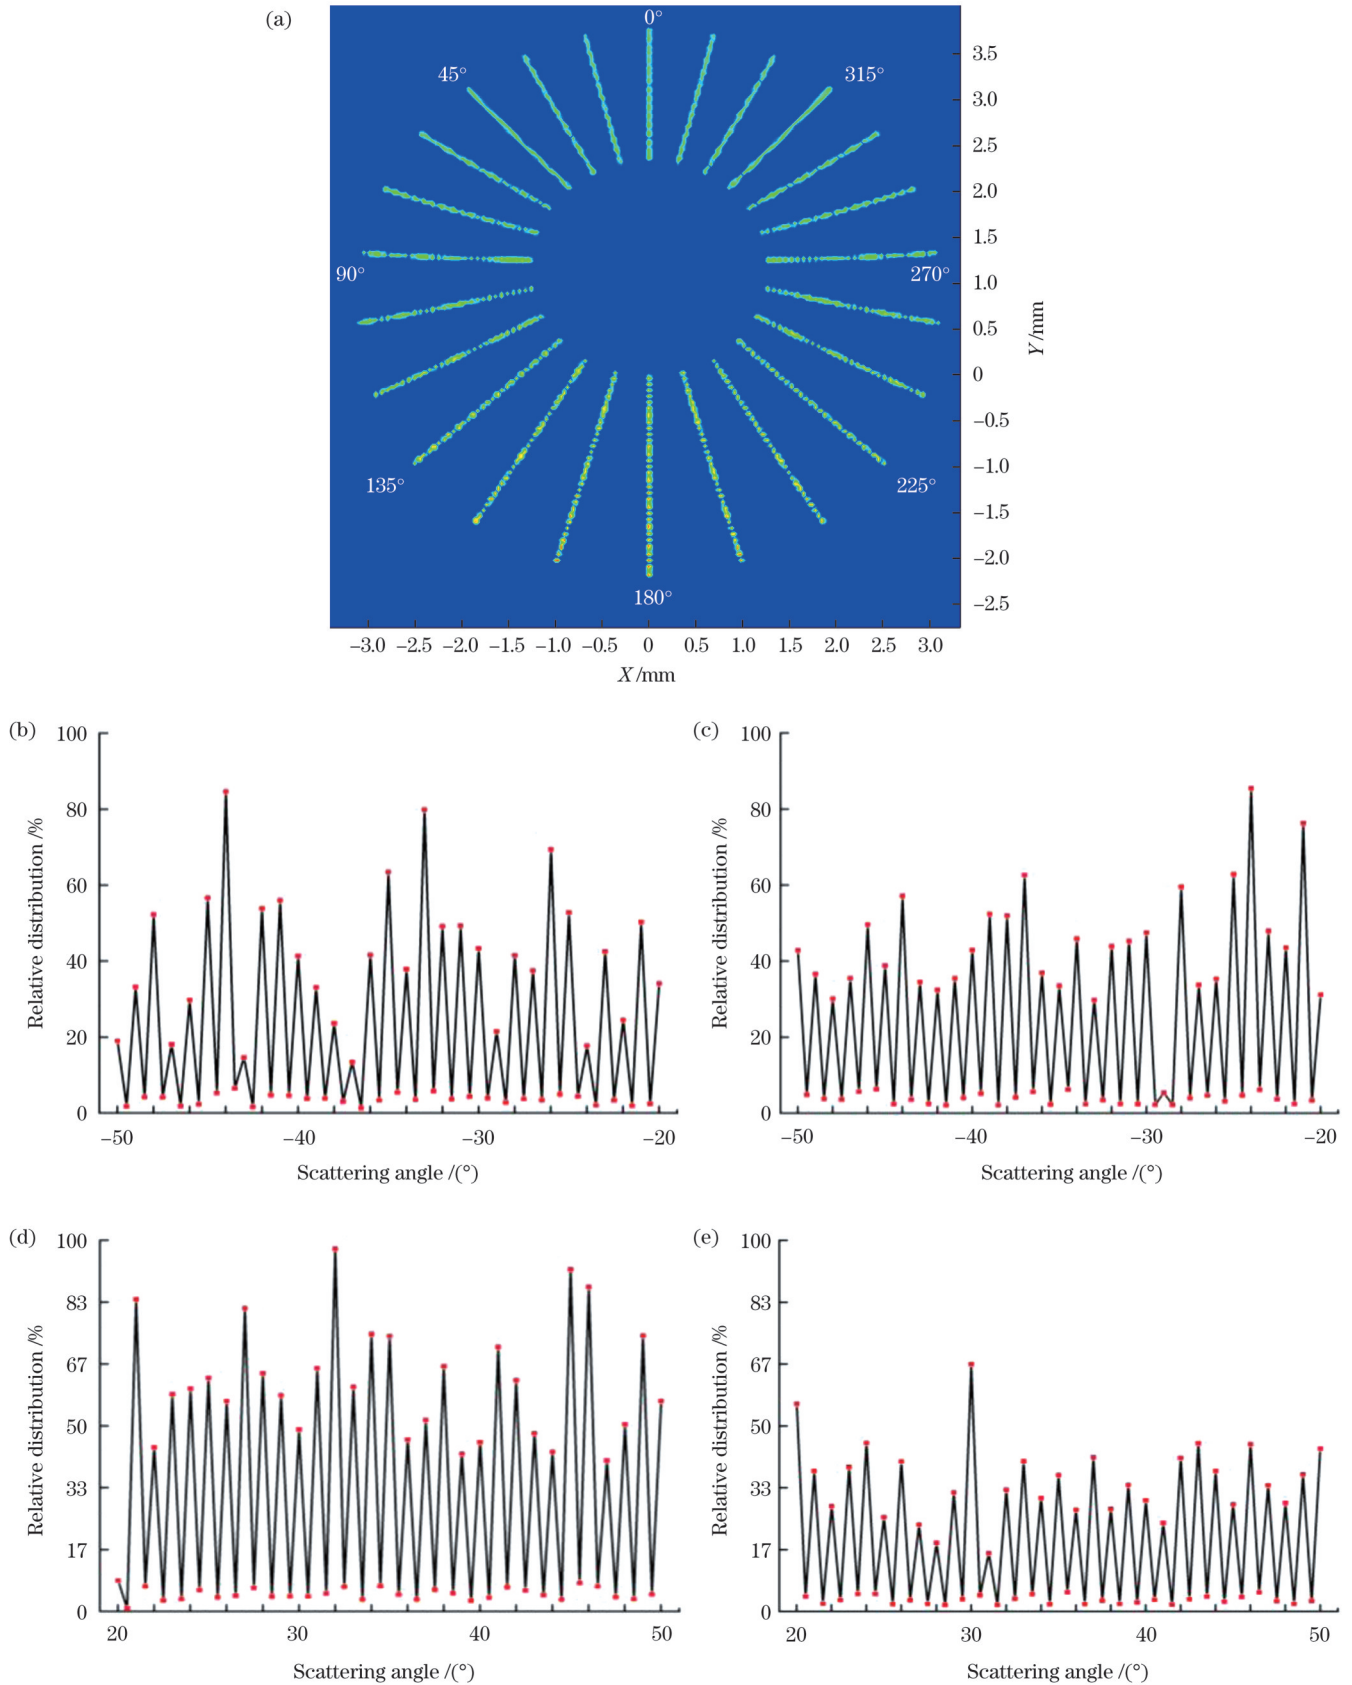 (a)
0°
45°
315°
90°
270°
135°
225°
180°
3.5
3.0
2.5
2.0
1.5
1.0
0.5
0
−0.5
−1.0
−1.5
−2.0
−2.5
Y/mm
−3.0 −2.5 −2.0 −1.5 −1.0 −0.5 0 0.5 1.0 1.5 2.0 2.5 3.0
X/mm
(b)
100
80
60
40
20
0
Relative distribution /%
−50 −40 −30 −20
Scattering angle /(°)
(c)
100
80
60
40
20
0
Relative distribution /%
−50 −40 −30 −20
Scattering angle /(°)
(d)
100
83
67
50
33
17
0
Relative distribution /%
20 30 40 50
Scattering angle /(°)
(e)
100
83
67
50
33
17
0
Relative distribution /%
20 30 40 50
Scattering angle /(°)